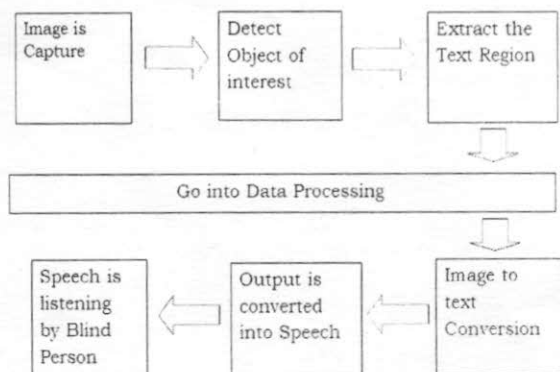 Image is
Capture
Detect
Object of
interest
Extract the
Text Region
Go into Data Processing
Image to
text
Conversion
Output is
converted
into Speech
Speech is
listening
by Blind
Person